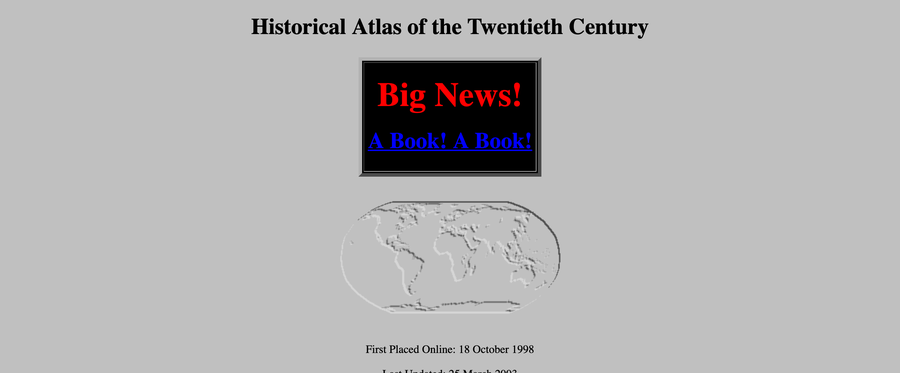 Historical Atlas of the Twentieth Century
Big News!
A Book! A Book!
First Placed Online: 18 October 1998
Last Updated: 25 March 2003